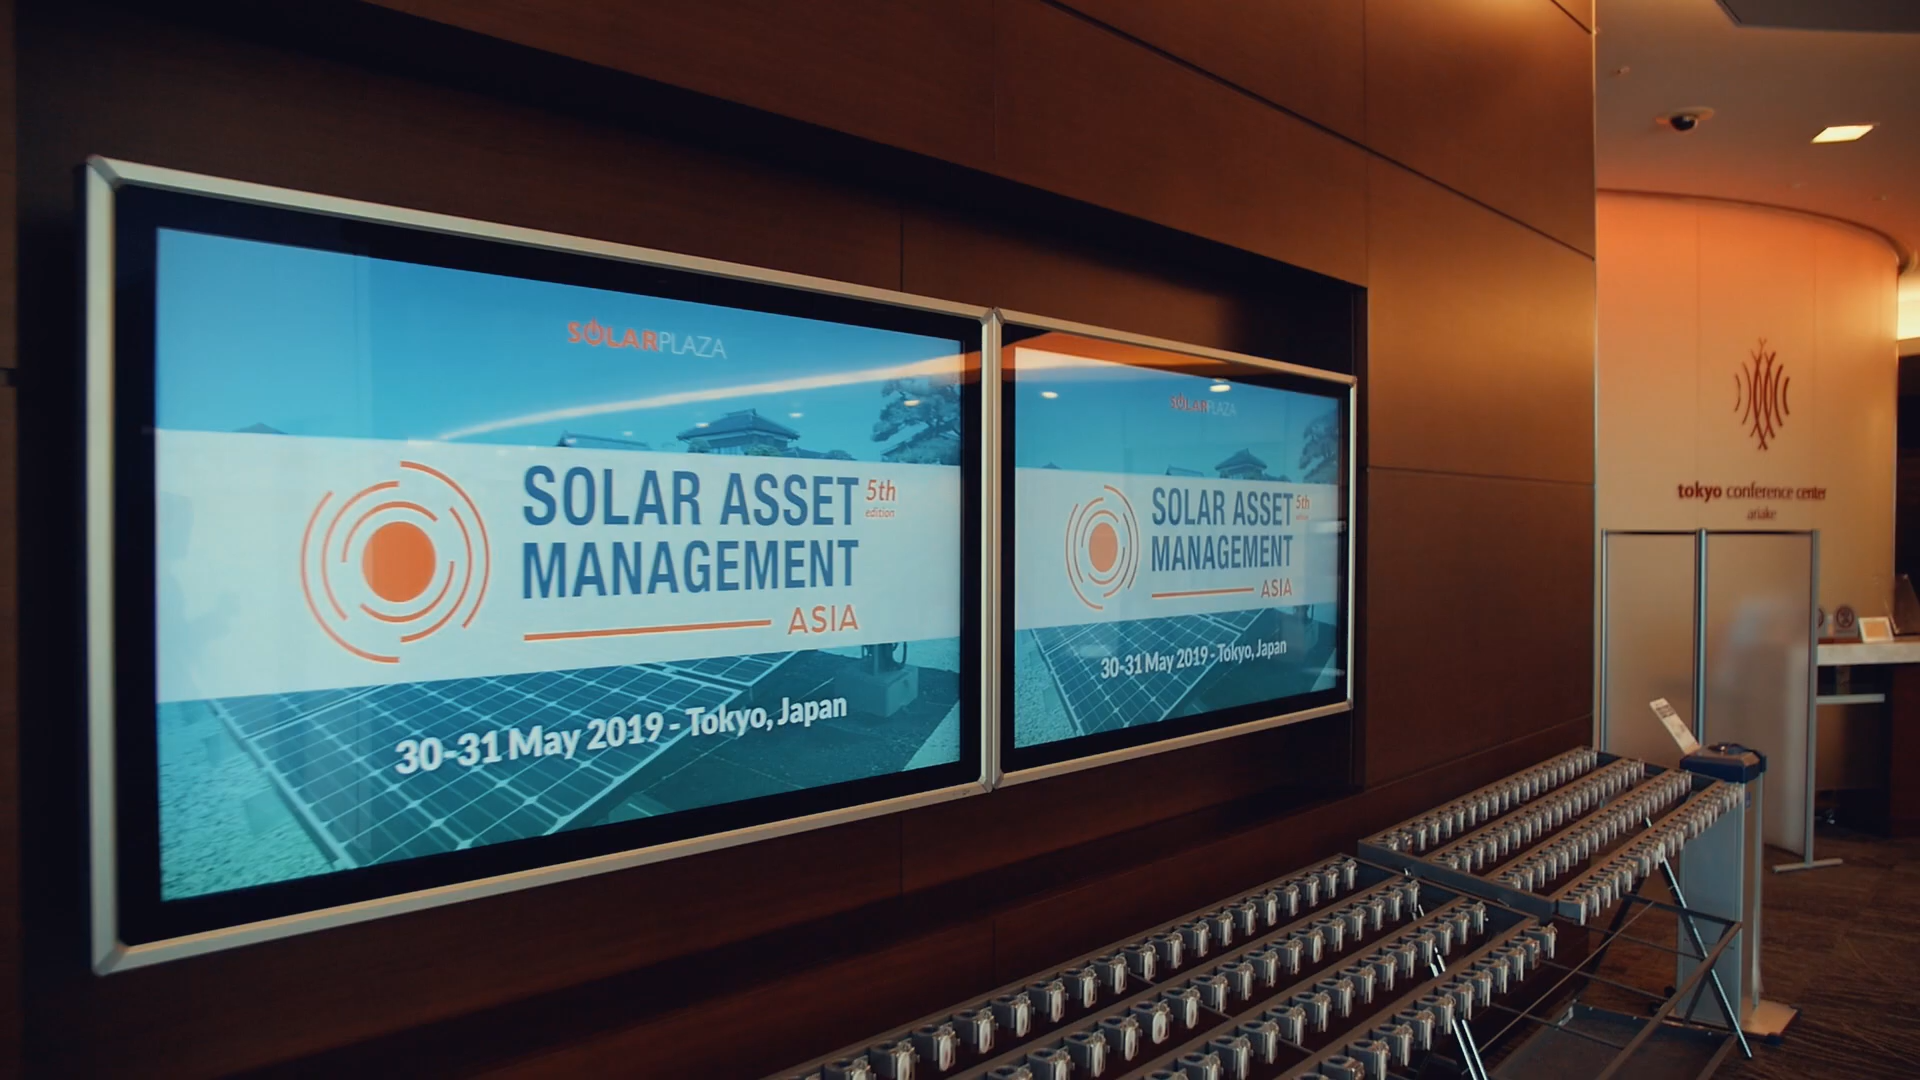 SOLARPLAZA
SOLAR ASSET
MANAGEMENT
5th
edition
ASIA
30-31 May 2019 - Tokyo, Japan
SOLARPLAZA
SOLAR ASSET
MANAGEMENT
5th
edition
ASIA
30-31 May 2019 - Tokyo, Japan
tokyo conference center
ariake